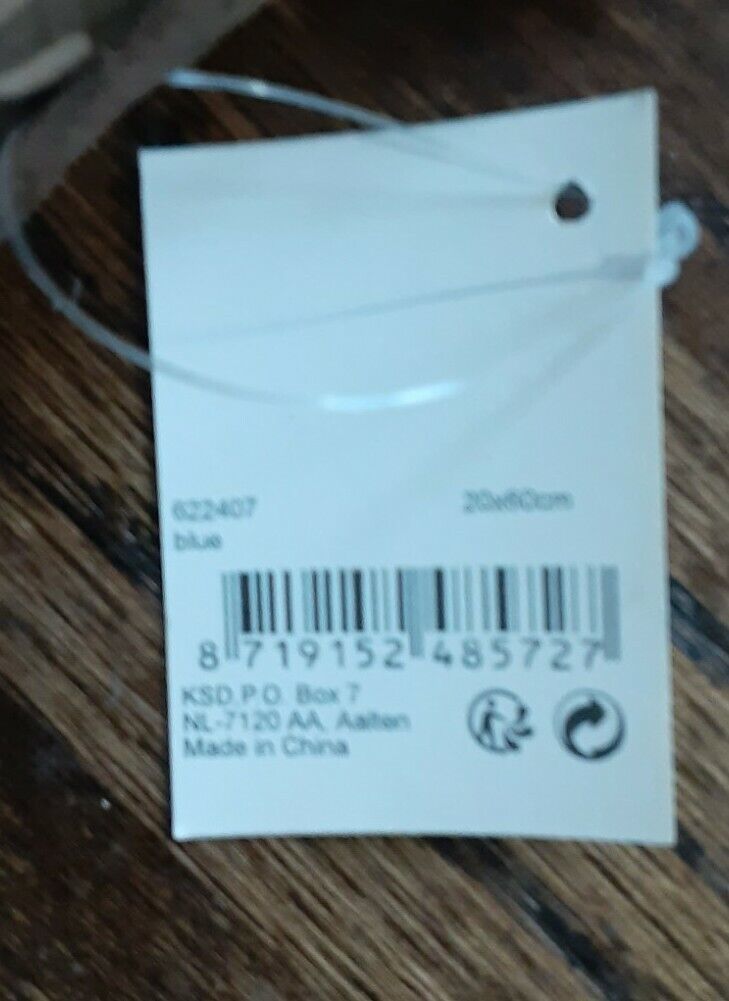 622407 20x60cm
blue
8 719152 485727
KSD.P.O. Box 7
NL-7120 AA, Aalten
Made in China